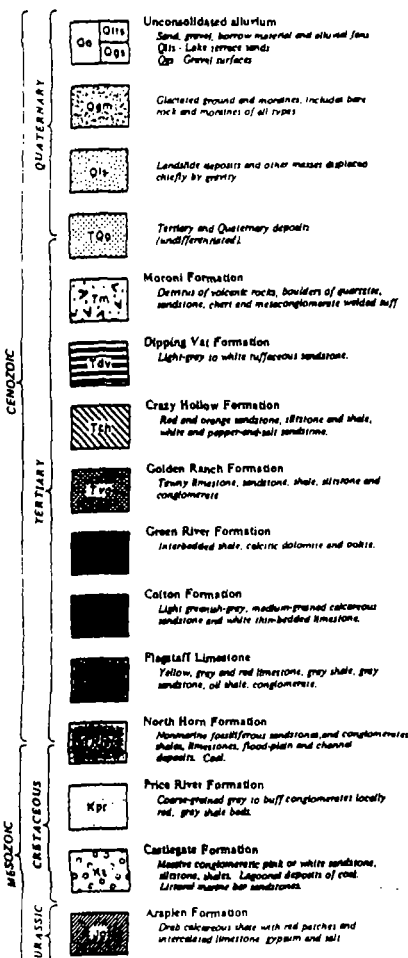 Unconsolidated alluvium
Qa
Qlts
Qgs
Sand, gravel, borrow material and alluvial fans
Qlts - Lake terrace sands
Qgs Gravel surfaces
Qgm
Glaciated ground and moraines, includes bare
rock and moraines of all types
Qls
Landslide deposits and other masses displaced
chiefly by gravity
TQg
Tertiary and Quaternary deposits
(undifferentiated).
Moroni Formation
Tm
Detritus of volcanic rocks, boulders of quartzite,
sandstone, chert and metaconglomerate welded tuff
Dipping Vat Formation
Tdv
Light-grey to white tuffaceous sandstone.
Crazy Hollow Formation
Tch
Red and orange sandstone, siltstone and shale,
white and pepper-and-salt sandstone.
Golden Ranch Formation
Tawny limestone, sandstone, shale, siltstone and
conglomerate
Green River Formation
Interbedded shale, calcitic dolomite and oolite.
Colton Formation
Light greenish-gray, medium-grained calcareous
sandstone and white thin-bedded limestone.
Flagstaff Limestone
Yellow, gray and red limestone, gray shale, gray
sandstone, oil shale, conglomerate.
North Horn Formation
Nonmarine fossiliferous sandstones, and conglomerates
shales, limestones, flood-plain and channel
deposits. Coal.
Price River Formation
Kpr
Coarse-grained grey to buff conglomerates locally
red, grey shale beds.
Castlegate Formation
Massive conglomeratic pink or white sandstone,
siltstone, shales. Lagoonal deposits of coal.
Littoral marine bar sandstones.
Arapien Formation
Drab calcareous shale with red patches and
intercalated limestone gypsum and salt
QUATERNARY
TERTIARY
CRETACEOUS
URASSIC
CENOZOIC
MESOZOIC